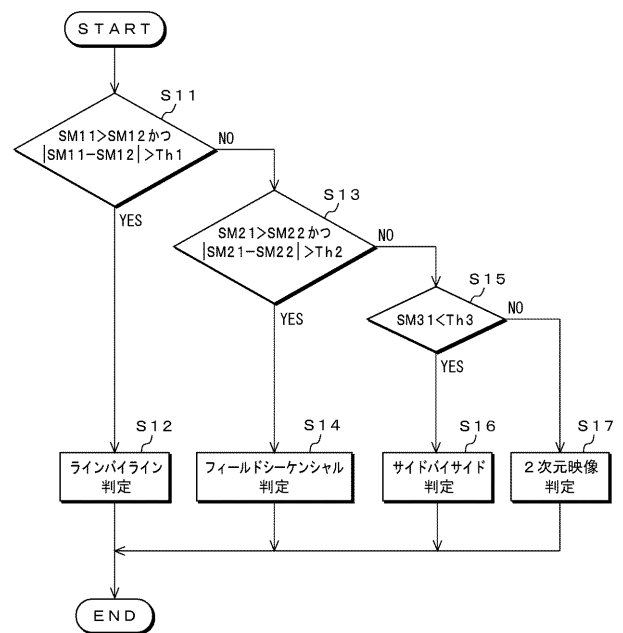 ＳＴＡＲＴ
Ｓ１１
SM11>SM12かつ
|SM11−SM12|>Th1
NO
YES
Ｓ１３
SM21>SM22かつ
|SM21−SM22|>Th2
NO
YES
Ｓ１５
SM31<Th3
NO
YES
Ｓ１２
ラインバイライン
判定
Ｓ１４
フィールドシーケンシャル
判定
Ｓ１６
サイドバイサイド
判定
Ｓ１７
２次元映像
判定
ＥＮＤ